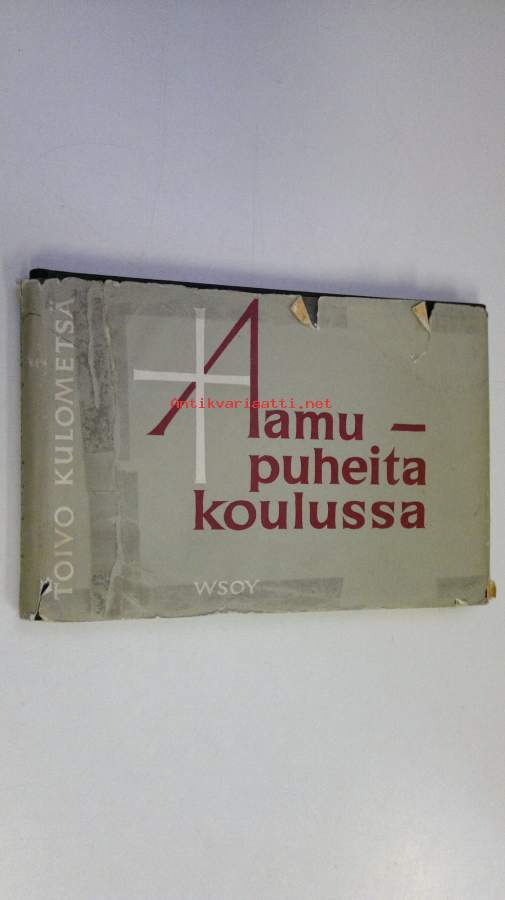 TOIVO KULOMETSÄ
Aamu –
Antikvariaatti.net
puheita
koulussa
WSOY